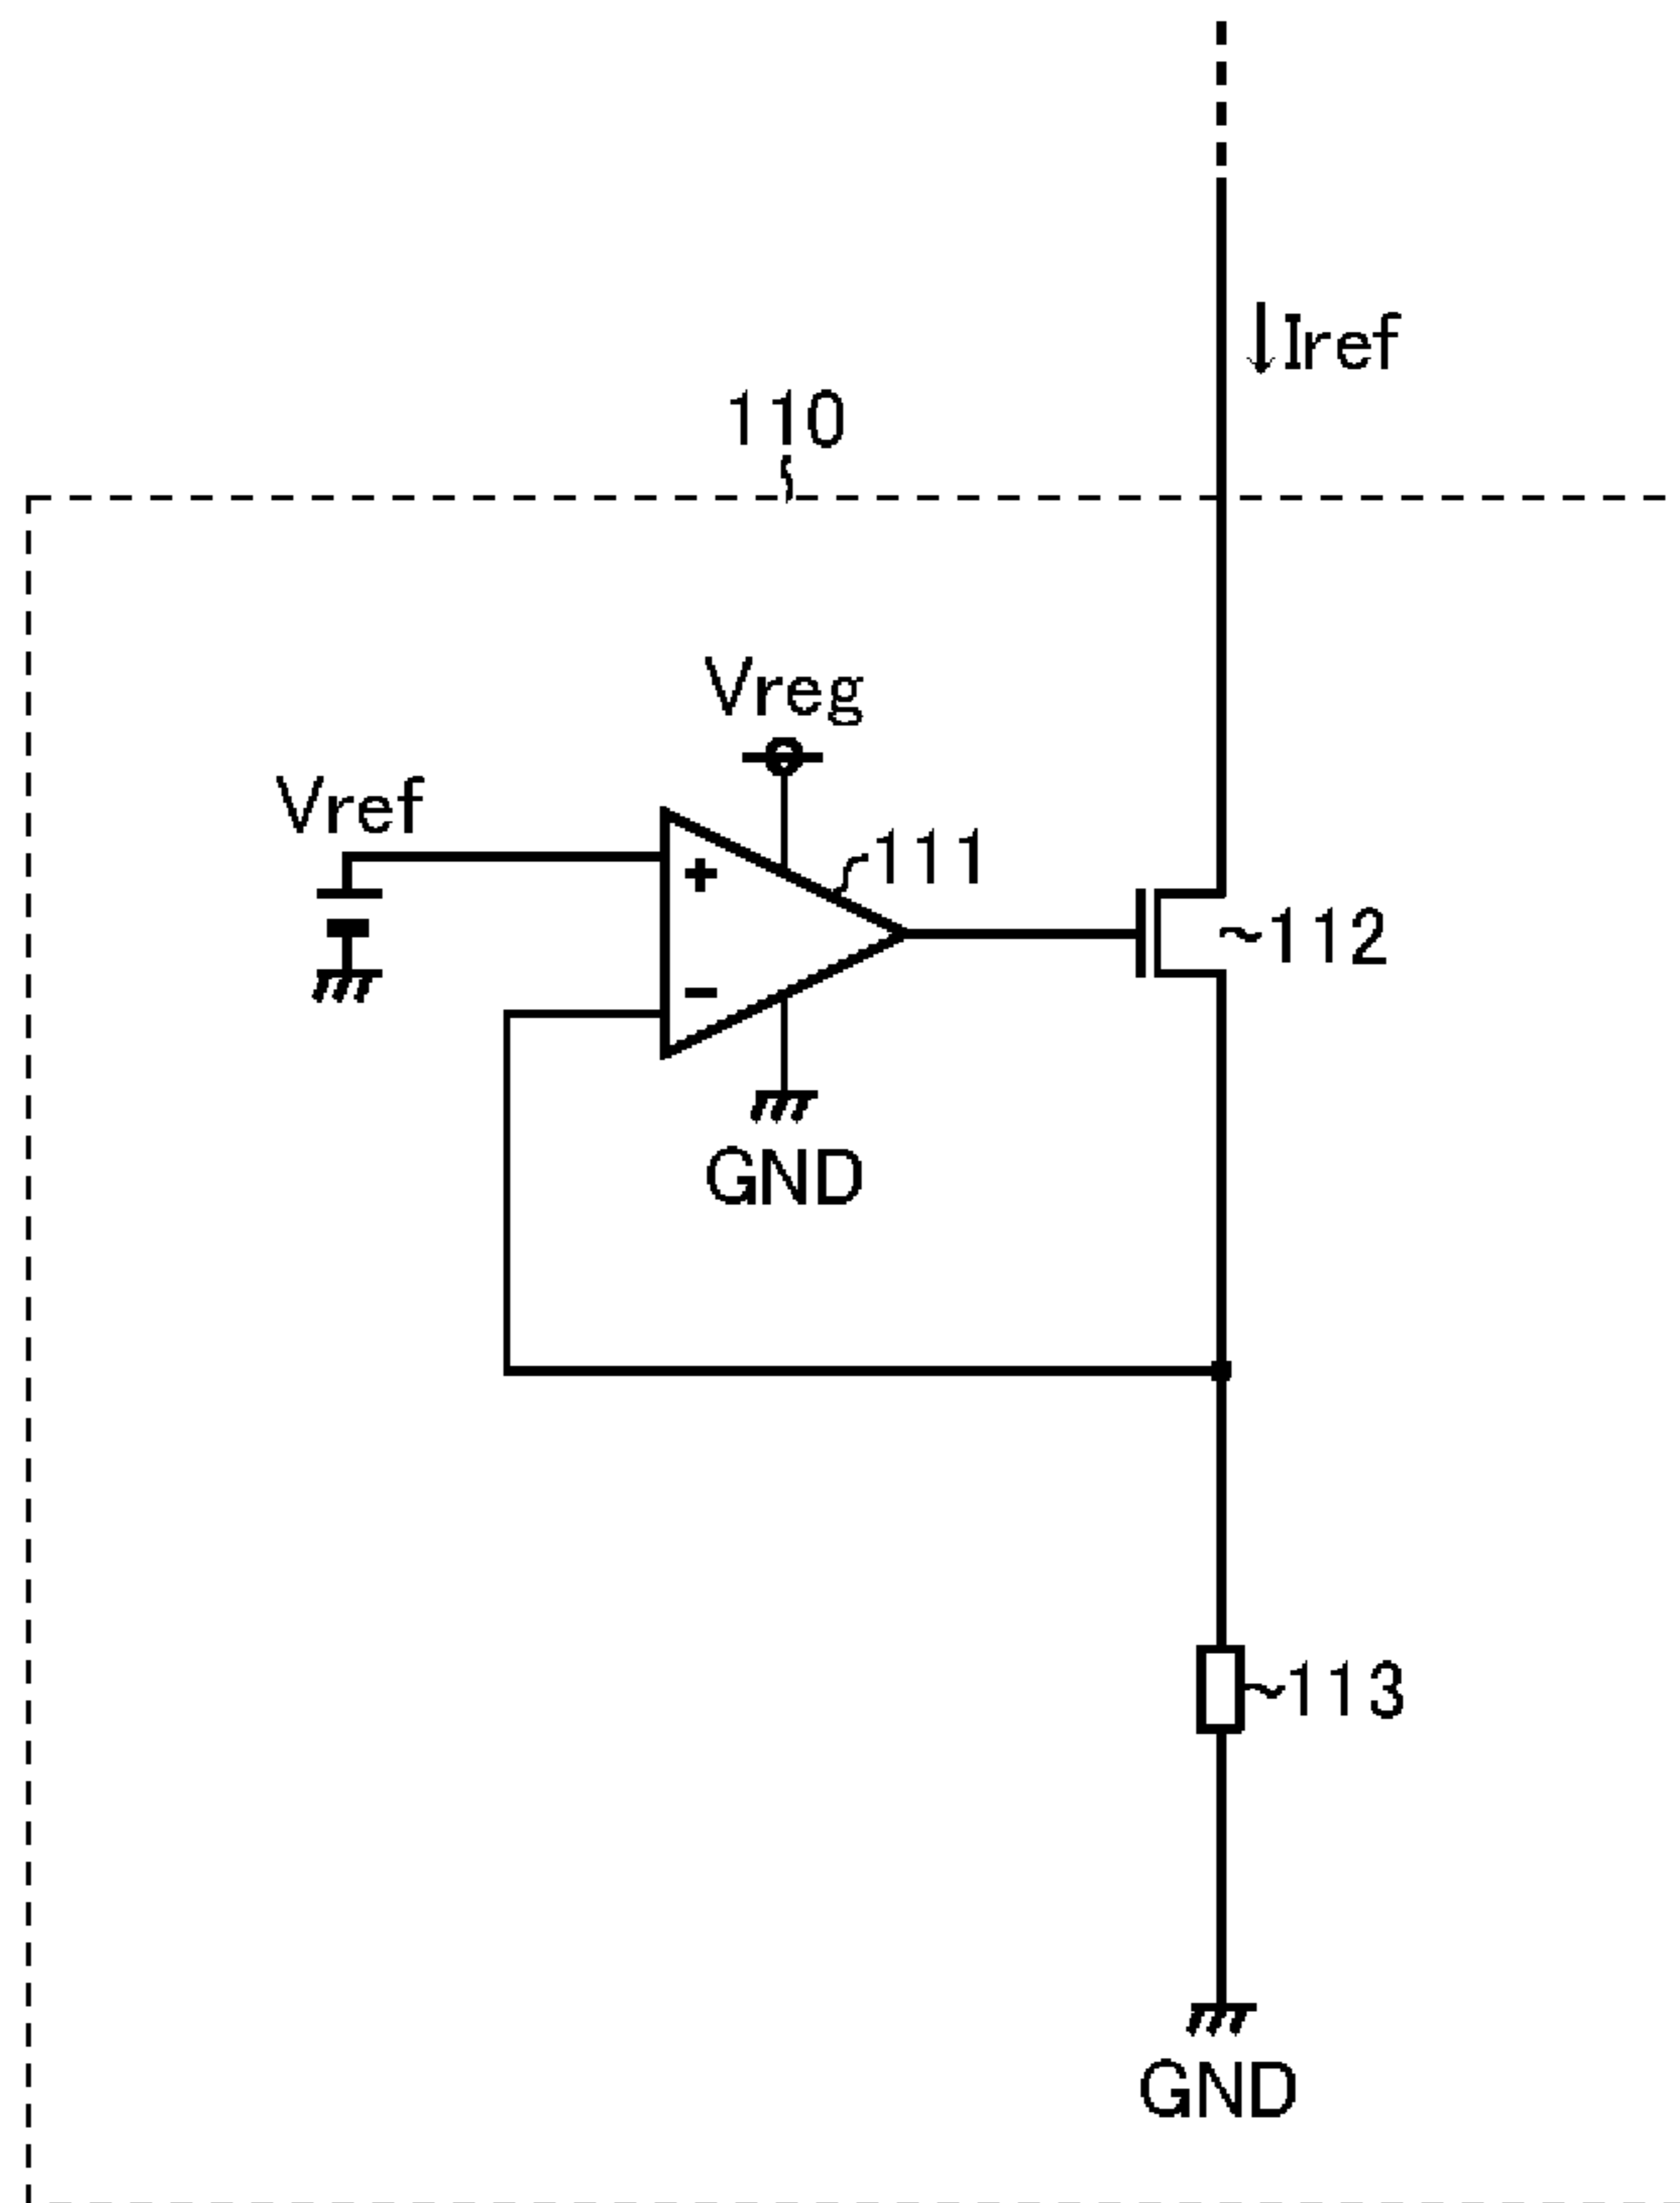 Iref
110
Vreg
Vref
+
111
~112
−
GND
~113
GND